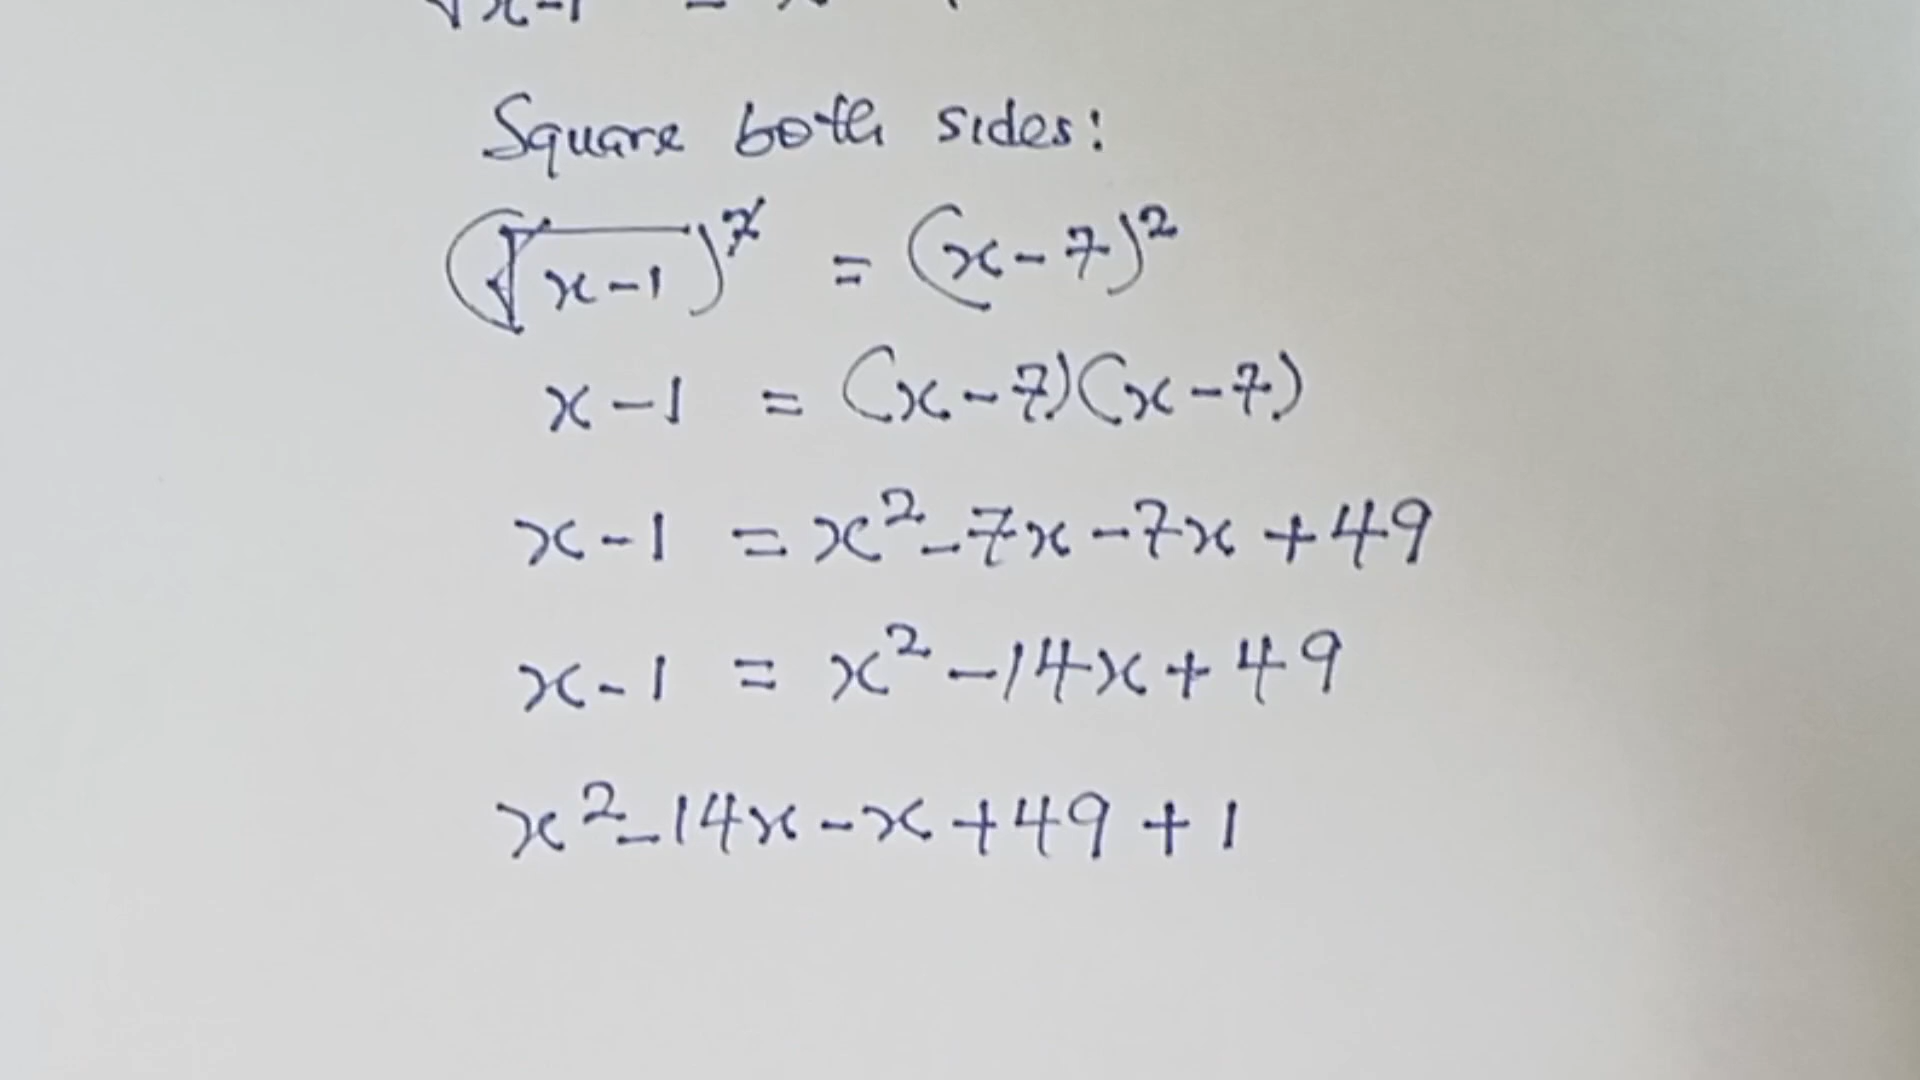 √x-1 = x
Square both sides:
(√x-1)² = (x-7)²
x-1 = (x-7)(x-7)
x-1 = x²-7x-7x+49
x-1 = x²-14x+49
x²-14x-x+49+1